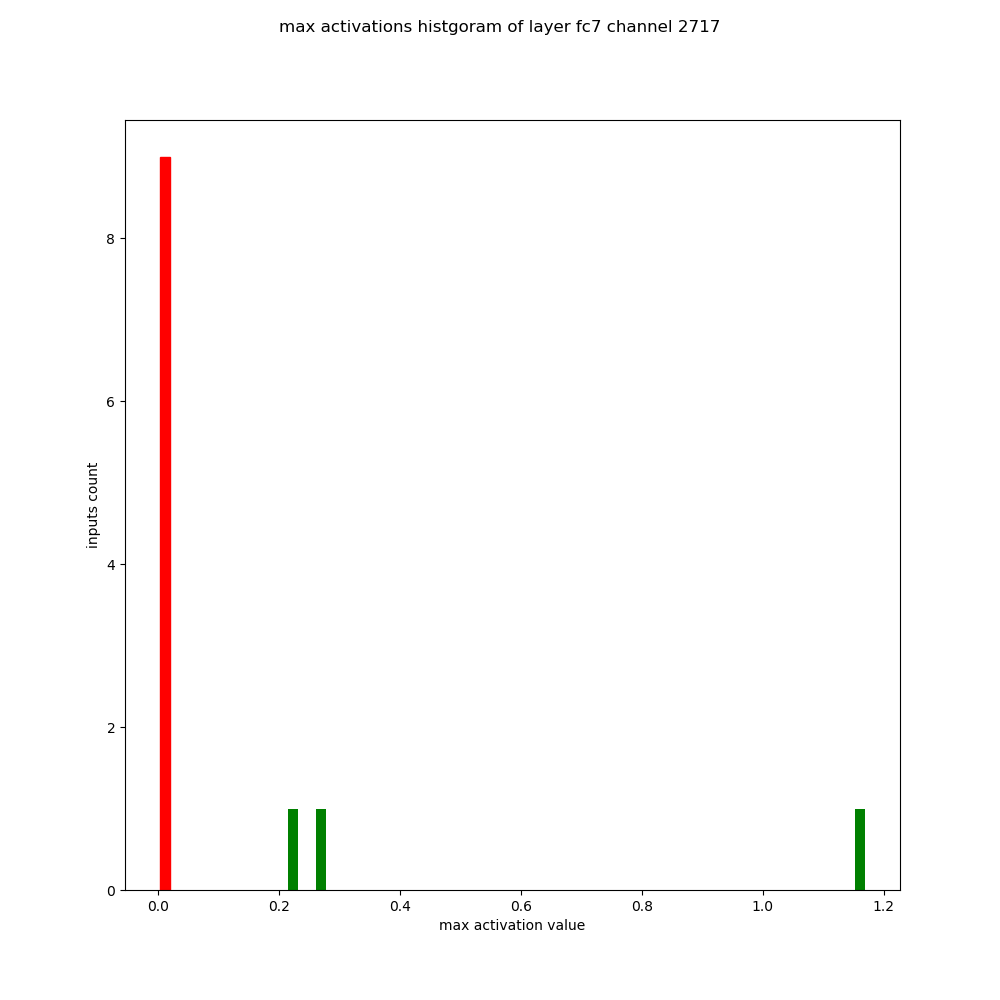 max activations histgoram of layer fc7 channel 2717
8
6
4
2
0
inputs count
0.0 0.2 0.4 0.6 0.8 1.0 1.2
max activation value